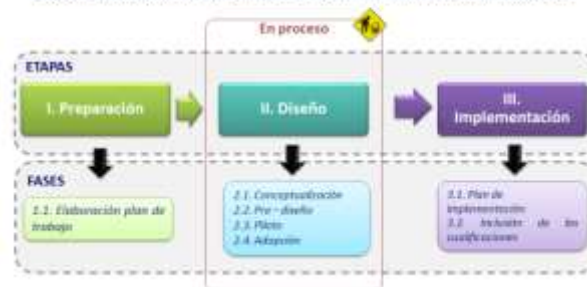 En proceso
ETAPAS
I. Preparación
II. Diseño
III.
Implementación
FASES
1.1. Elaboración plan de
trabajo
2.1. Conceptualización
2.2. Pre - diseño
2.3. Piloto
2.4. Adopción
3.1. Plan de
implementación
3.2 Inclusión de las
cualificaciones